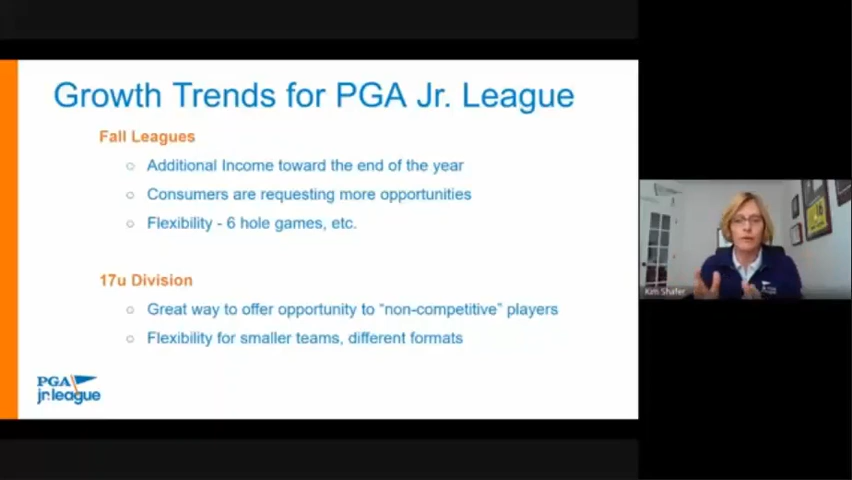 Growth Trends for PGA Jr. League
Fall Leagues
Additional Income toward the end of the year
Consumers are requesting more opportunities
Flexibility - 6 hole games, etc.
17u Division
Great way to offer opportunity to “non-competitive” players
Flexibility for smaller teams, different formats
PGA
jr.league
Kim Shafer